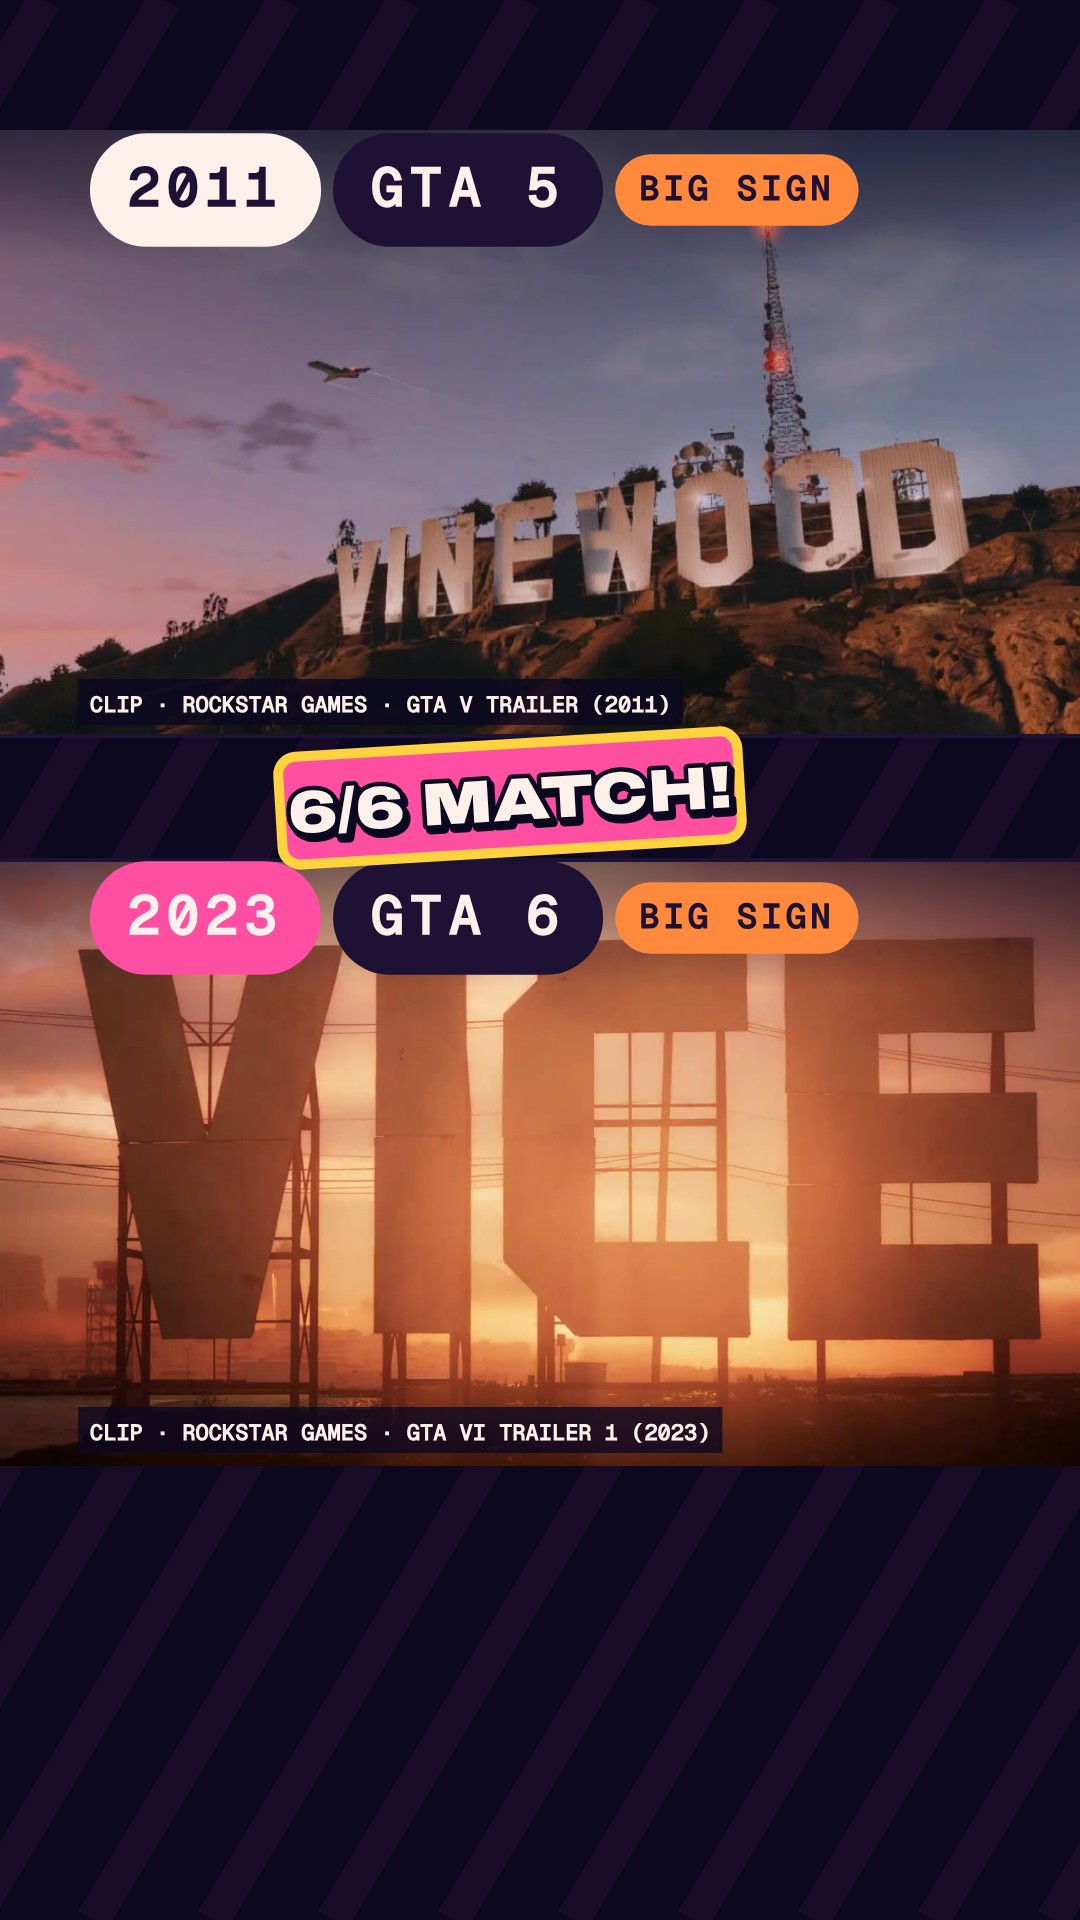 2011 GTA 5 BIG SIGN
VINEWOOD
CLIP · ROCKSTAR GAMES · GTA V TRAILER (2011)
6/6 MATCH!
2023 GTA 6 BIG SIGN
VICE
CLIP · ROCKSTAR GAMES · GTA VI TRAILER 1 (2023)